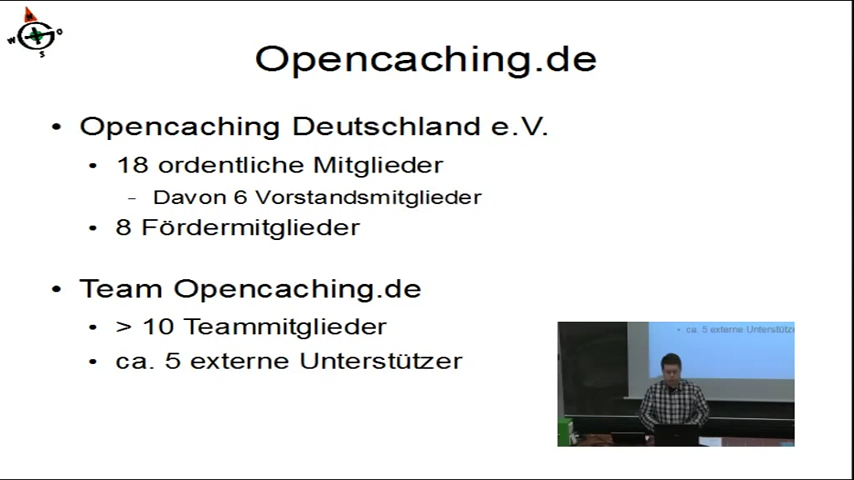 N
W O
S
Opencaching.de
• Opencaching Deutschland e.V.
• 18 ordentliche Mitglieder
- Davon 6 Vorstandsmitglieder
• 8 Fördermitglieder
• Team Opencaching.de
• > 10 Teammitglieder
• ca. 5 externe Unterstützer
• ca. 5 externe Unterstütze